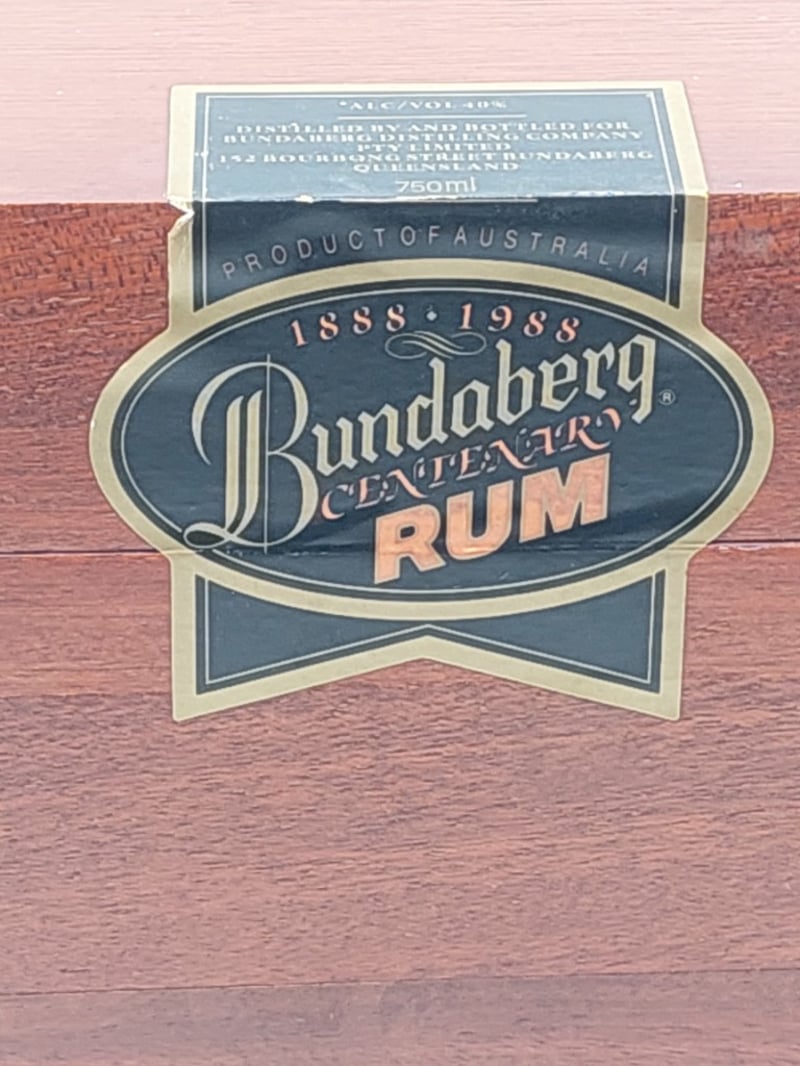 *ALC/VOL 40%
DISTILLED BY AND BOTTLED FOR
BUNDABERG DISTILLING COMPANY
PTY LIMITED
152 BOURBONG STREET BUNDABERG
QUEENSLAND
750ml
PRODUCT OF AUSTRALIA
1888 • 1988
Bundaberg ®
CENTENARY
RUM